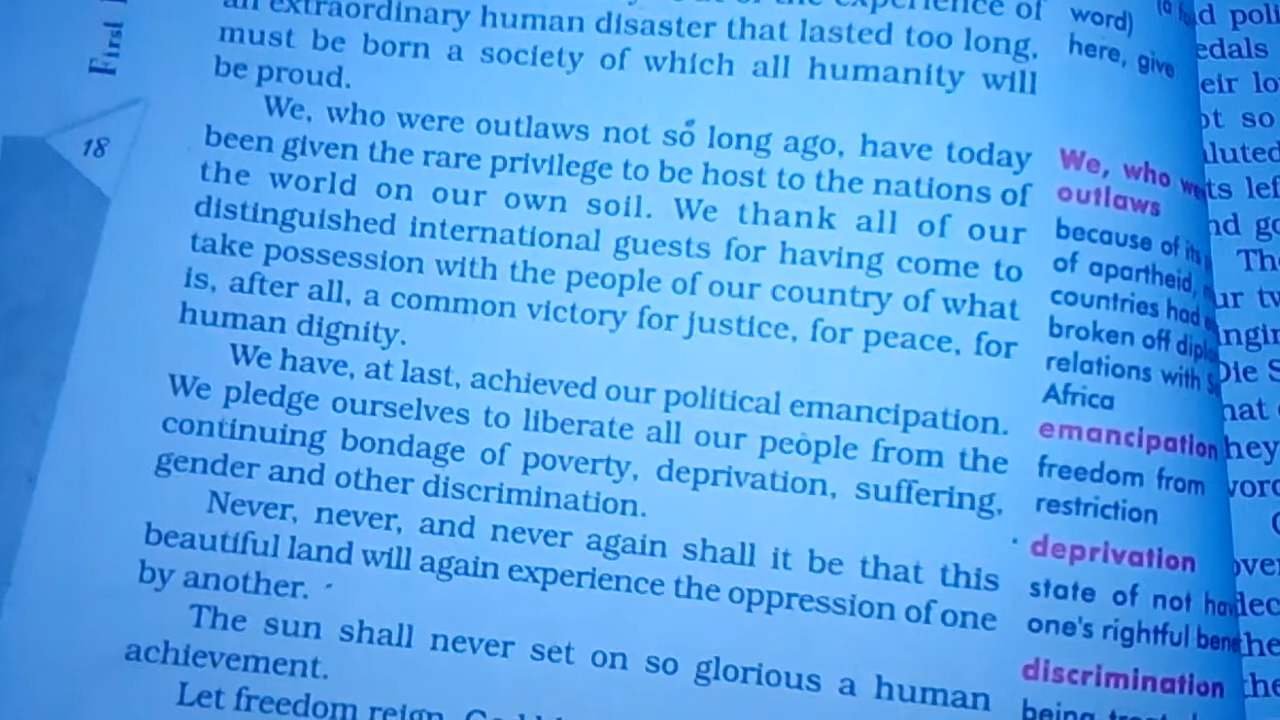 First
18
an extraordinary human disaster that lasted too long,
must be born a society of which all humanity will
be proud.
We, who were outlaws not so long ago, have today
been given the rare privilege to be host to the nations of
the world on our own soil. We thank all of our
distinguished international guests for having come to
take possession with the people of our country of what
is, after all, a common victory for justice, for peace, for
human dignity.
We have, at last, achieved our political emancipation.
We pledge ourselves to liberate all our people from the
continuing bondage of poverty, deprivation, suffering,
gender and other discrimination.
Never, never, and never again shall it be that this
beautiful land will again experience the oppression of one
by another.
The sun shall never set on so glorious a human
achievement.
Let freedom reign.
word)
here, give
We, who
outlaws
because of its
of apartheid,
countries had
broken off
relations with
Africa
emancipation
freedom from
restriction
deprivation
state of not
one's rightful
discrimination
being